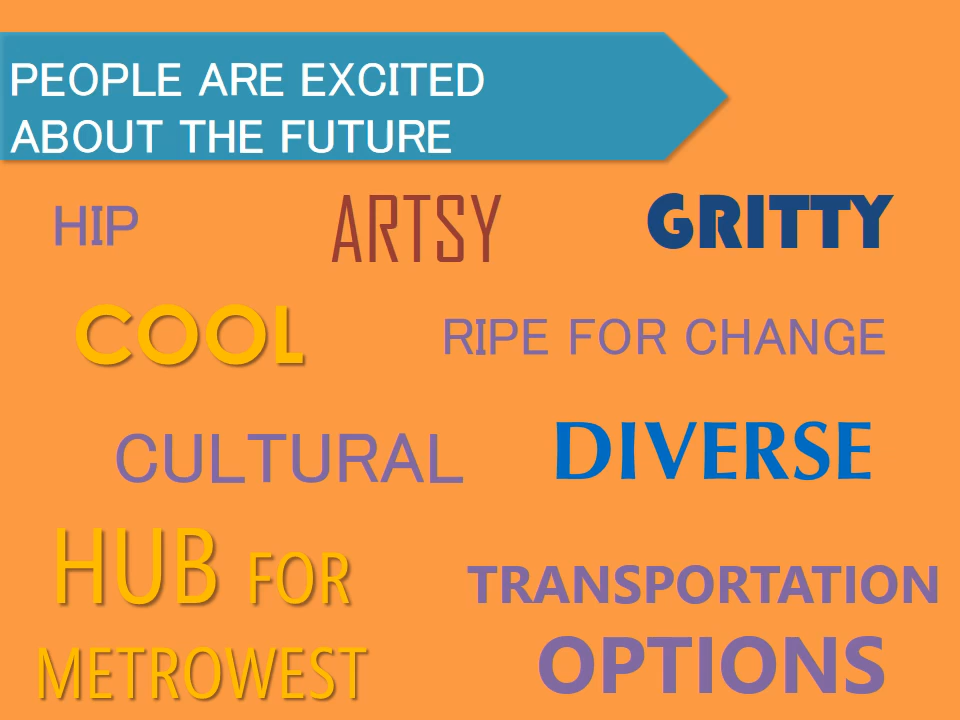 PEOPLE ARE EXCITED
ABOUT THE FUTURE
HIP
ARTSY
GRITTY
COOL
RIPE FOR CHANGE
CULTURAL
DIVERSE
HUB FOR
METROWEST
TRANSPORTATION
OPTIONS